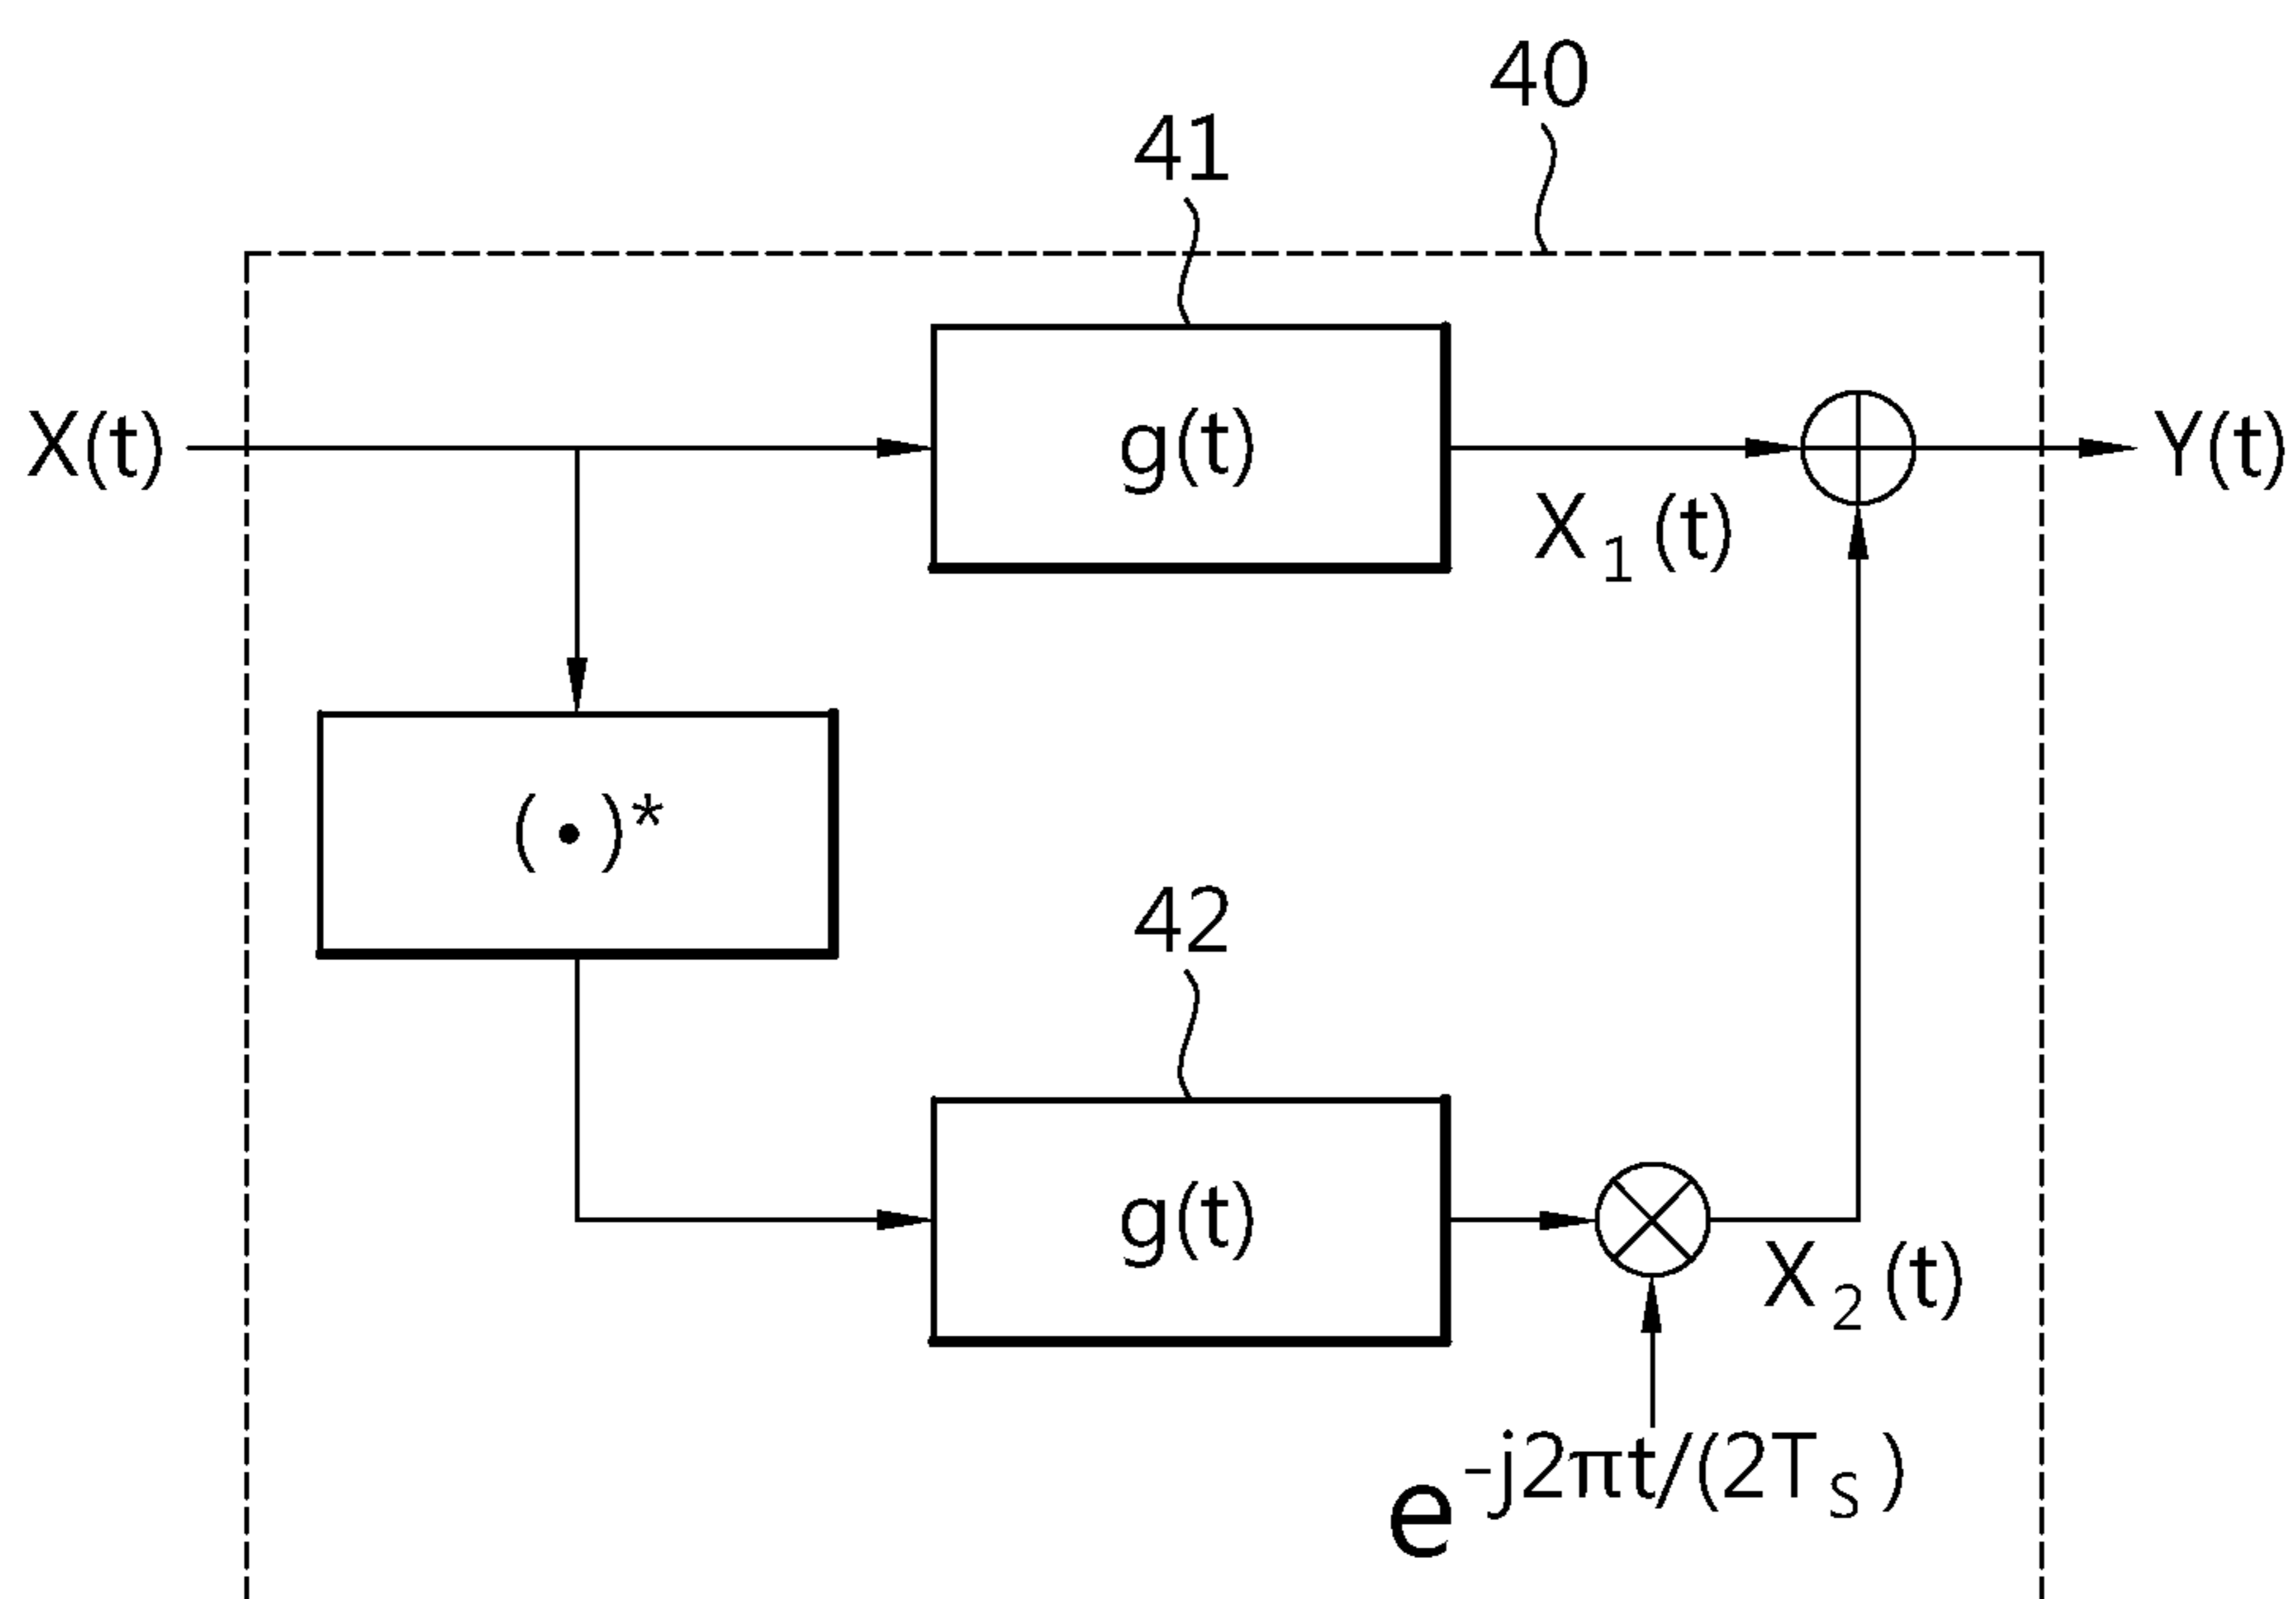 40
41
X(t)
g(t)
Y(t)
X1(t)
(•)*
42
g(t)
X2(t)
e-j2πt/(2TS)